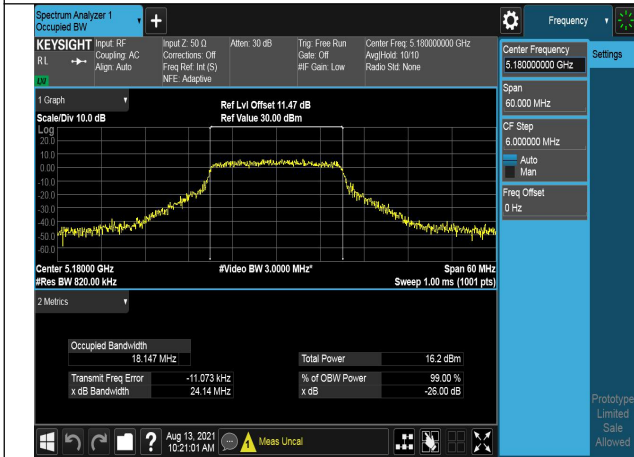 Spectrum Analyzer 1
Occupied BW
Frequency
KEYSIGHT
RL
Input: RF
Coupling: AC
Align: Auto
Input Z: 50 Ω
Corrections: Off
Freq Ref: Int (S)
NFE: Adaptive
Atten: 30 dB
Trig: Free Run
Gate: Off
#IF Gain: Low
Center Freq: 5.180000000 GHz
Avg|Hold: 10/10
Radio Std: None
Center Frequency
5.180000000 GHz
Settings
Span
60.000 MHz
CF Step
6.000000 MHz
Auto
Man
Freq Offset
0 Hz
1 Graph
Scale/Div 10.0 dB
Ref Lvl Offset 11.47 dB
Ref Value 30.00 dBm
Log
20.0
10.0
0.00
-10.0
-20.0
-30.0
-40.0
-50.0
-60.0
Center 5.18000 GHz
#Res BW 820.00 kHz
#Video BW 3.0000 MHz*
Span 60 MHz
Sweep 1.00 ms (1001 pts)
2 Metrics
Occupied Bandwidth
18.147 MHz
Total Power 16.2 dBm
Transmit Freq Error -11.073 kHz
% of OBW Power 99.00 %
x dB Bandwidth 24.14 MHz
x dB -26.00 dB
Prototype
Limited
Sale
Allowed
Aug 13, 2021
10:21:01 AM
Meas Uncal